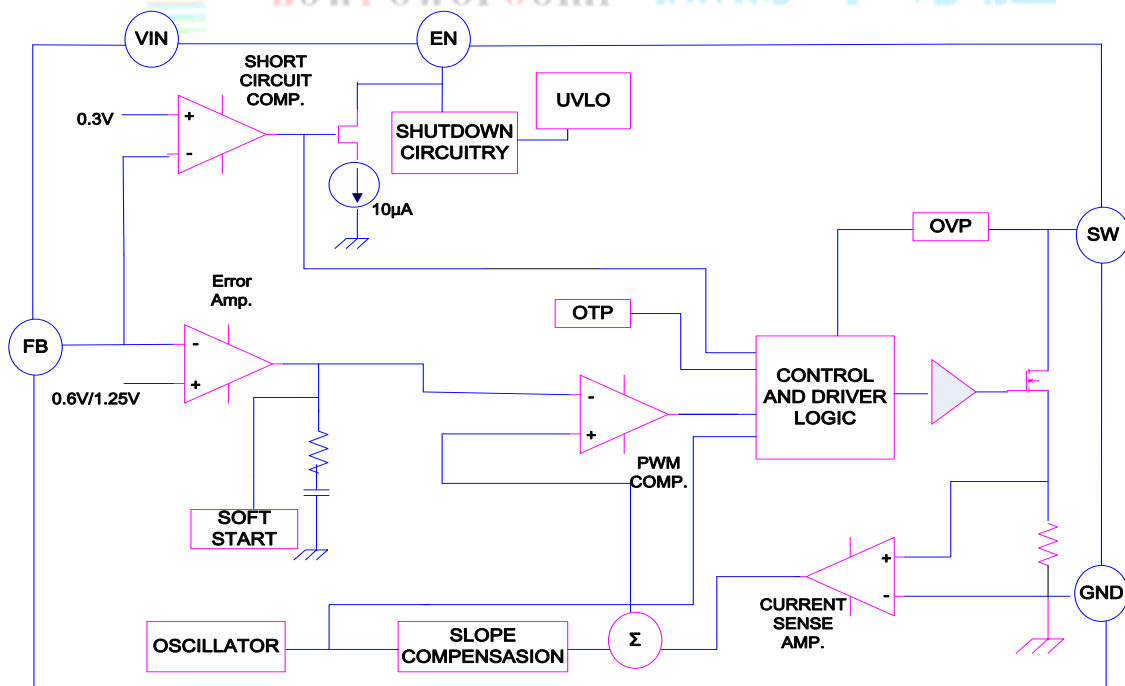 VIN
EN
SHORT
CIRCUIT
COMP.
UVLO
0.3V
+
-
SHUTDOWN
CIRCUITRY
10µA
OVP
SW
Error
Amp.
OTP
FB
-
+
0.6V/1.25V
CONTROL
AND DRIVER
LOGIC
-
+
PWM
COMP.
SOFT
START
+
-
CURRENT
SENSE
AMP.
GND
OSCILLATOR
SLOPE
COMPENSASION
Σ